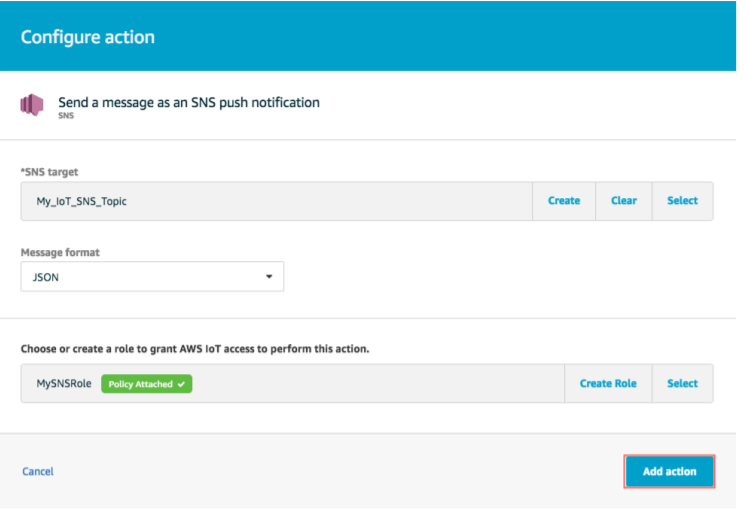 Configure action
Send a message as an SNS push notification
SNS
*SNS target
My_IoT_SNS_Topic Create Clear Select
Message format
JSON
Choose or create a role to grant AWS IoT access to perform this action.
MySNSRole Policy Attached ✓ Create Role Select
Cancel Add action